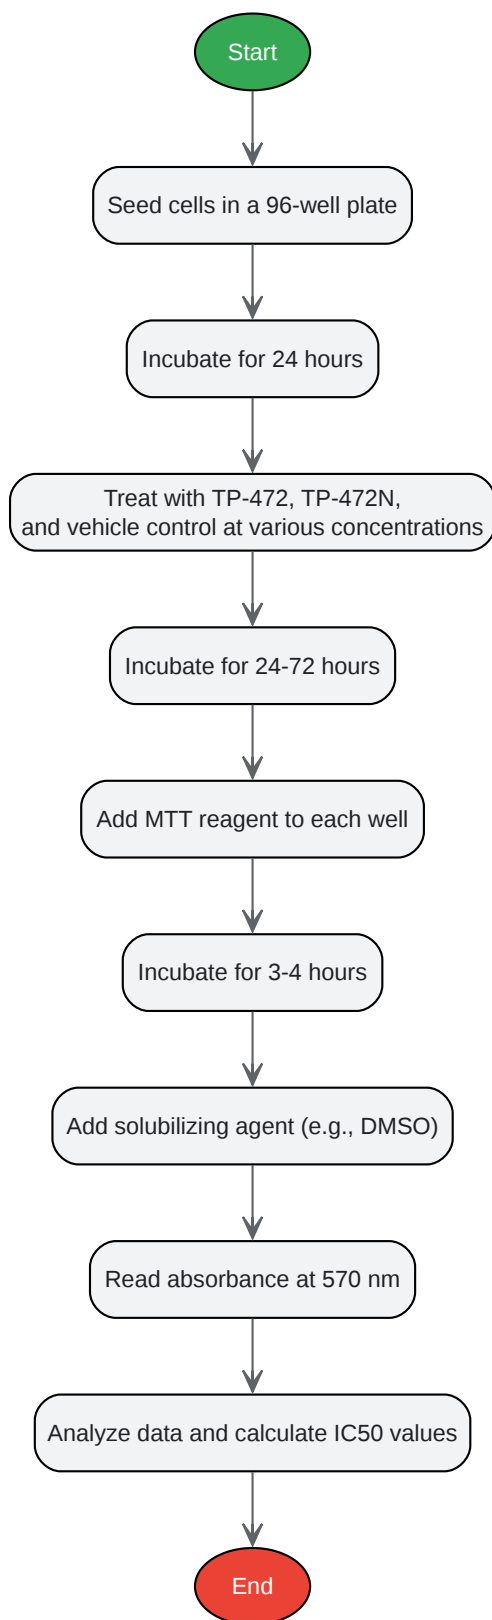 Start
Seed cells in a 96-well plate
Incubate for 24 hours
Treat with TP-472, TP-472N,
and vehicle control at various concentrations
Incubate for 24-72 hours
Add MTT reagent to each well
Incubate for 3-4 hours
Add solubilizing agent (e.g., DMSO)
Read absorbance at 570 nm
Analyze data and calculate IC50 values
End